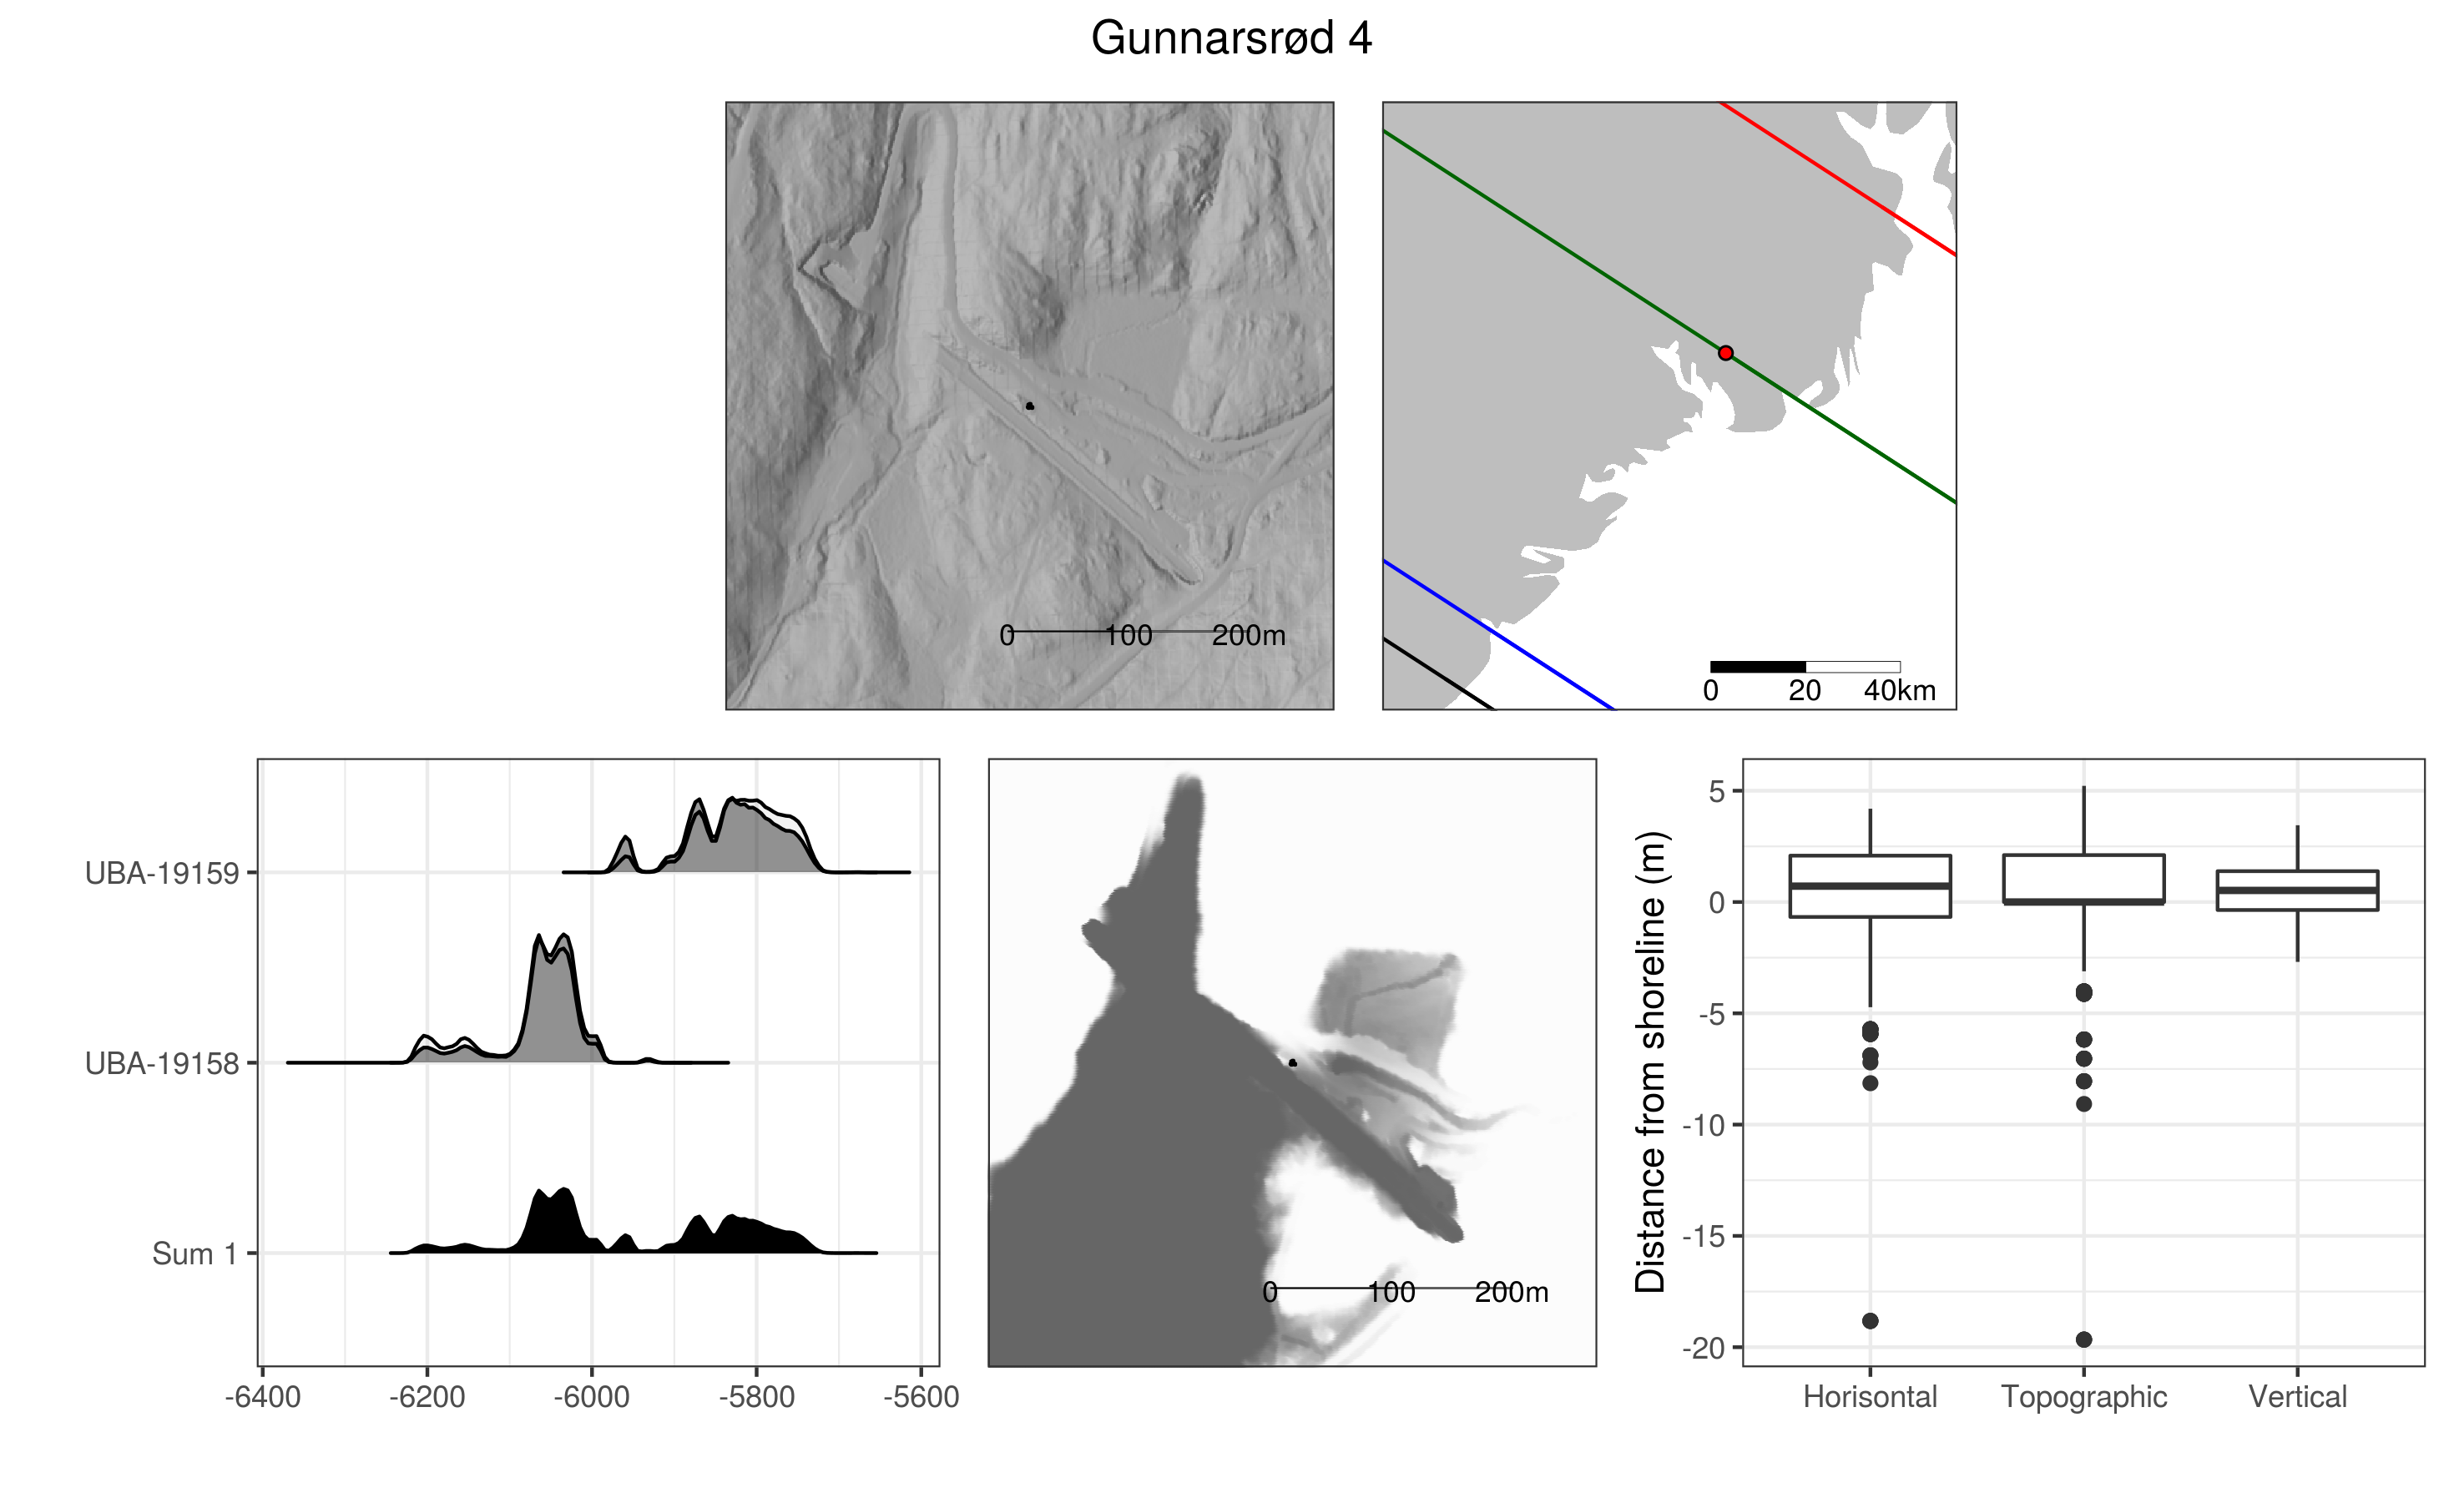 Gunnarsrød 4
0 100 200m
0 20 40km
UBA-19159
UBA-19158
Sum 1
-6400 -6200 -6000 -5800 -5600
0 100 200m
Distance from shoreline (m)
5
0
-5
-10
-15
-20
Horisontal Topographic Vertical